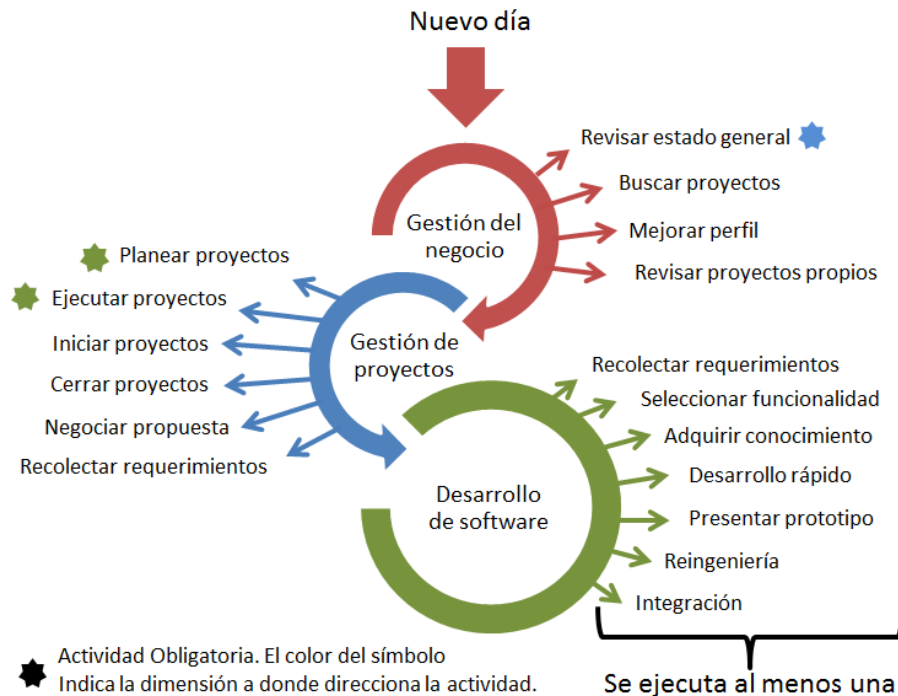 Nuevo día
Revisar estado general
Buscar proyectos
Mejorar perfil
Revisar proyectos propios
Gestión del
negocio
Planear proyectos
Ejecutar proyectos
Iniciar proyectos
Cerrar proyectos
Negociar propuesta
Recolectar requerimientos
Gestión de
proyectos
Recolectar requerimientos
Seleccionar funcionalidad
Adquirir conocimiento
Desarrollo rápido
Presentar prototipo
Reingeniería
Integración
Desarrollo
de software
Actividad Obligatoria. El color del símbolo
Indica la dimensión a donde direcciona la actividad.
Se ejecuta al menos una